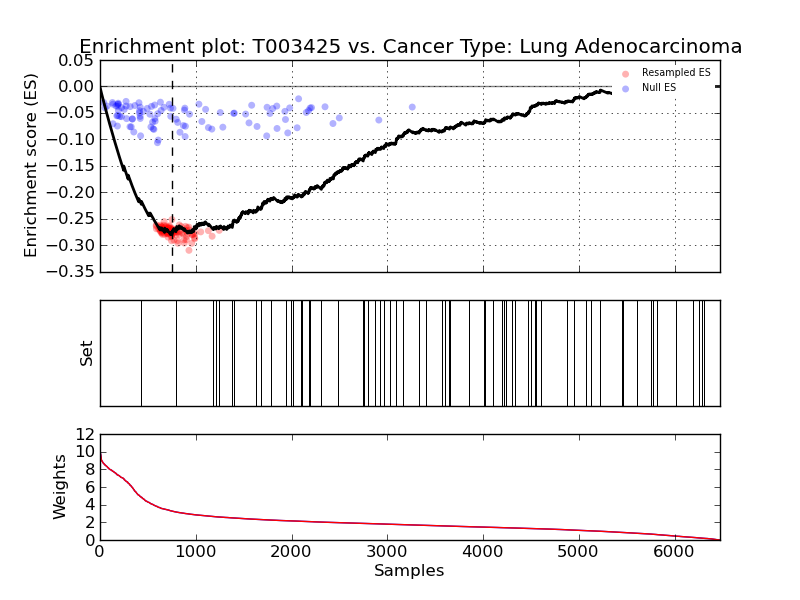 Enrichment plot: T003425 vs. Cancer Type: Lung Adenocarcinoma
0.05
0.00
−0.05
−0.10
−0.15
−0.20
−0.25
−0.30
−0.35
Enrichment score (ES)
Resampled ES
Null ES
Set
12
10
8
6
4
2
0
Weights
0 1000 2000 3000 4000 5000 6000
Samples